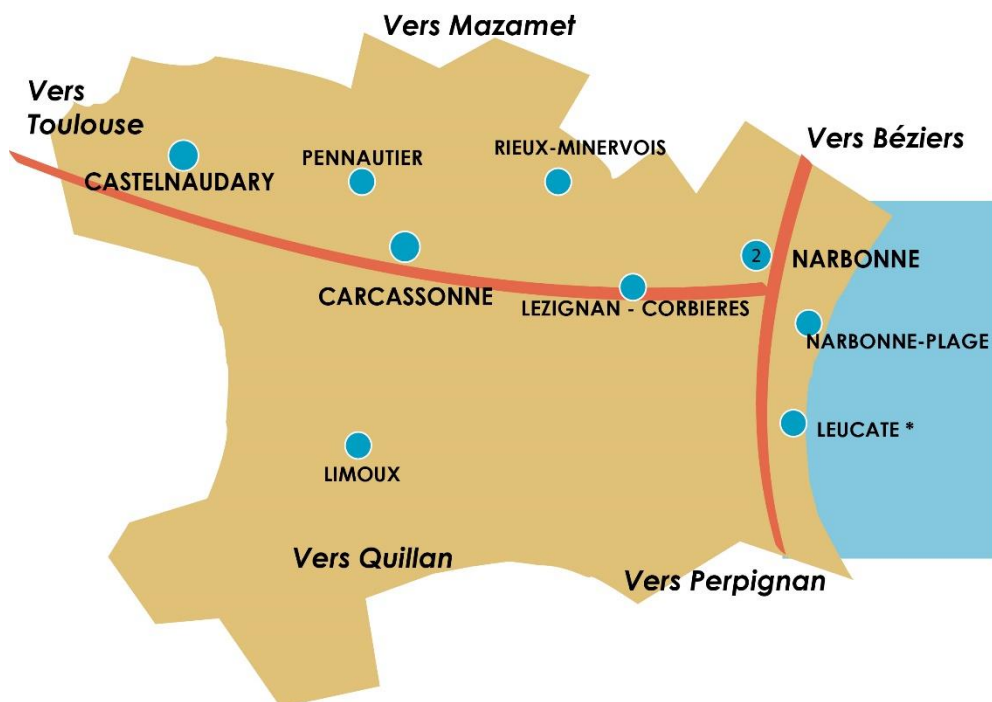 Vers Mazamet
Vers
Toulouse
Vers Béziers
RIEUX-MINERVOIS
PENNAUTIER
CASTELNAUDARY
2
NARBONNE
CARCASSONNE
LEZIGNAN - CORBIERES
NARBONNE-PLAGE
LEUCATE *
LIMOUX
Vers Quillan
Vers Perpignan